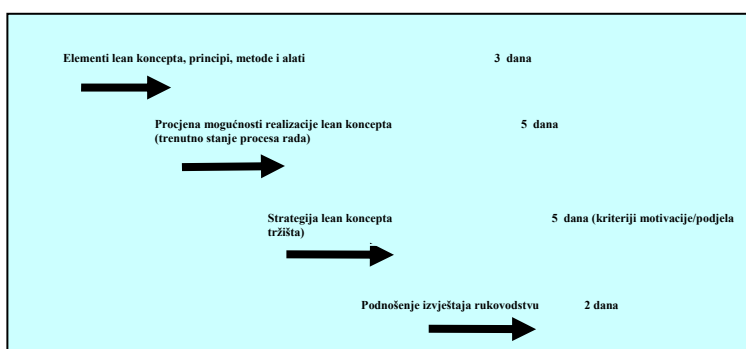 Elementi lean koncepta, principi, metode i alati 3 dana
Procjena mogućnosti realizacije lean koncepta 5 dana
(trenutno stanje procesa rada)
Strategija lean koncepta 5 dana (kriteriji motivacije/podjela
tržišta)
Podnošenje izvještaja rukovodstvu 2 dana